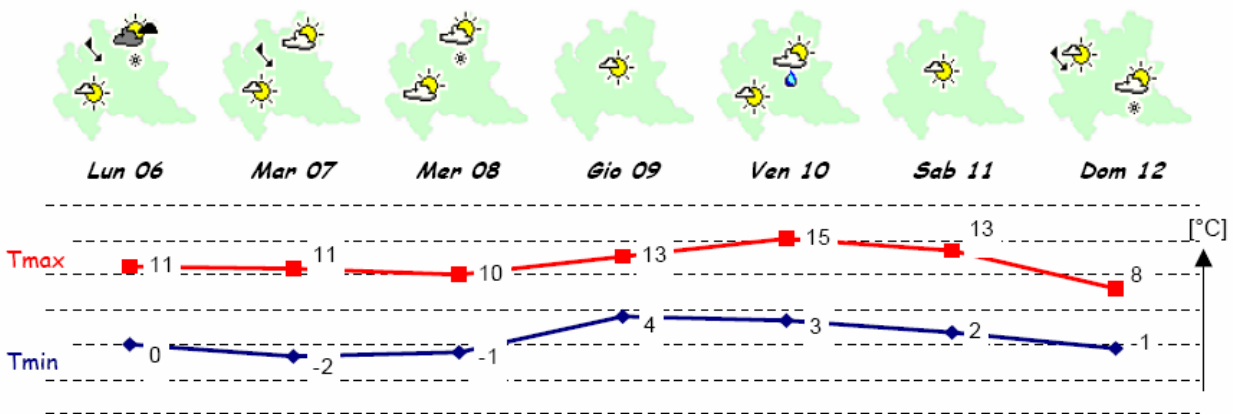 Lun 06 Mar 07 Mer 08 Gio 09 Ven 10 Sab 11 Dom 12
[°C]
Tmax 11 11 10 13 15 13 8
Tmin 0 -2 -1 4 3 2 -1